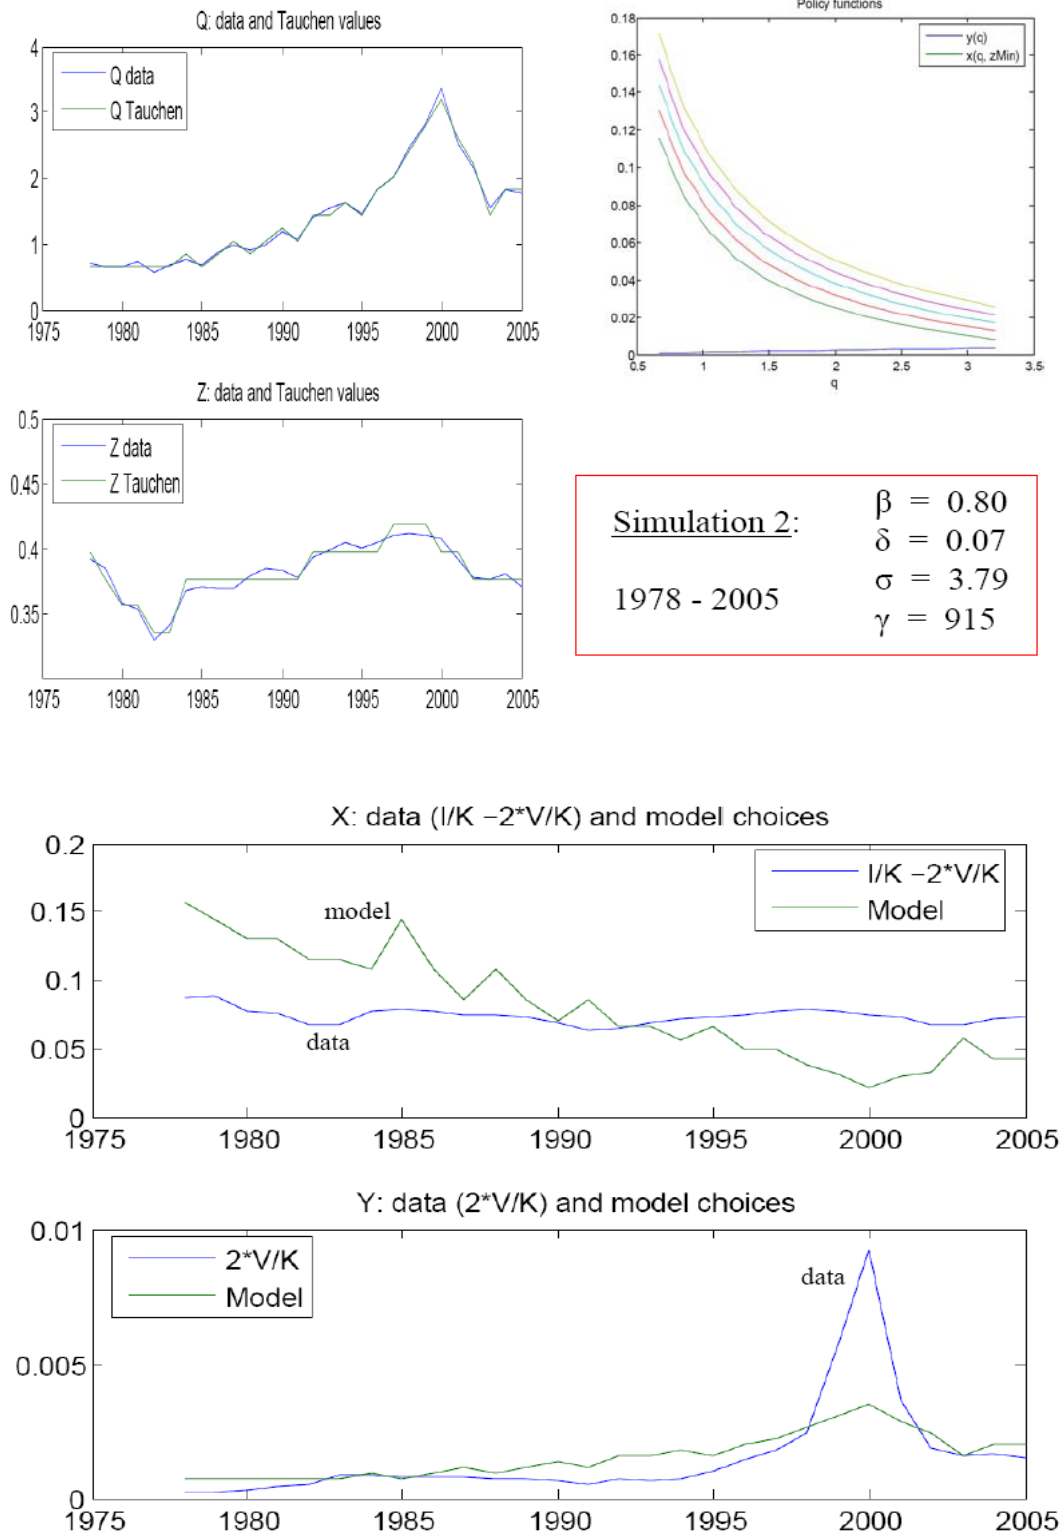 Q: data and Tauchen values
Q data
Q Tauchen
4
3
2
1
0
1975 1980 1985 1990 1995 2000 2005
Policy functions
y(q)
x(q, zMin)
0.18
0.16
0.14
0.12
0.1
0.08
0.06
0.04
0.02
0
0.5 1 1.5 2 2.5 3 3.5
q
Z: data and Tauchen values
Z data
Z Tauchen
0.5
0.45
0.4
0.35
1975 1980 1985 1990 1995 2000 2005
Simulation 2:
1978 - 2005
β = 0.80
δ = 0.07
σ = 3.79
γ = 915
X: data (I/K −2*V/K) and model choices
I/K −2*V/K
Model
model
data
0.2
0.15
0.1
0.05
0
1975 1980 1985 1990 1995 2000 2005
Y: data (2*V/K) and model choices
2*V/K
Model
data
0.01
0.005
0
1975 1980 1985 1990 1995 2000 2005